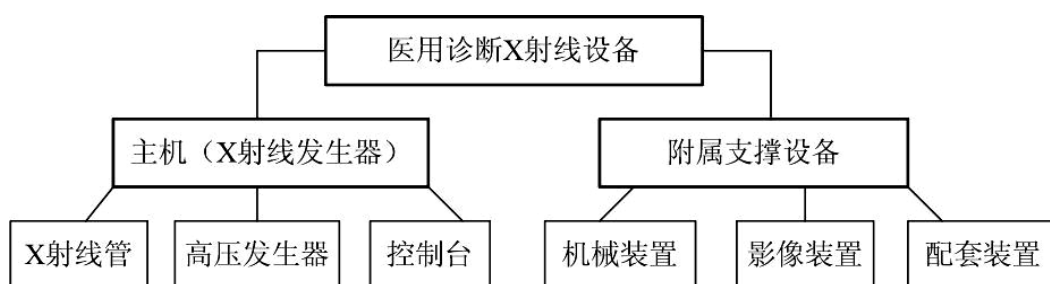 医用诊断X射线设备
主机（X射线发生器）
附属支撑设备
X射线管
高压发生器
控制台
机械装置
影像装置
配套装置